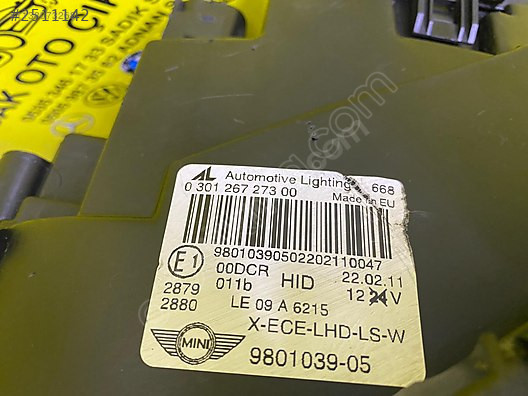 #2511142
Automotive Lighting 668
0 301 267 273 00 Made in EU
98010390502202110047
E1 00DCR HID 22.02.11
2879 011b 12 24 V
2880 LE 09 A 6215
X-ECE-LHD-LS-W
MINI 9801039-05